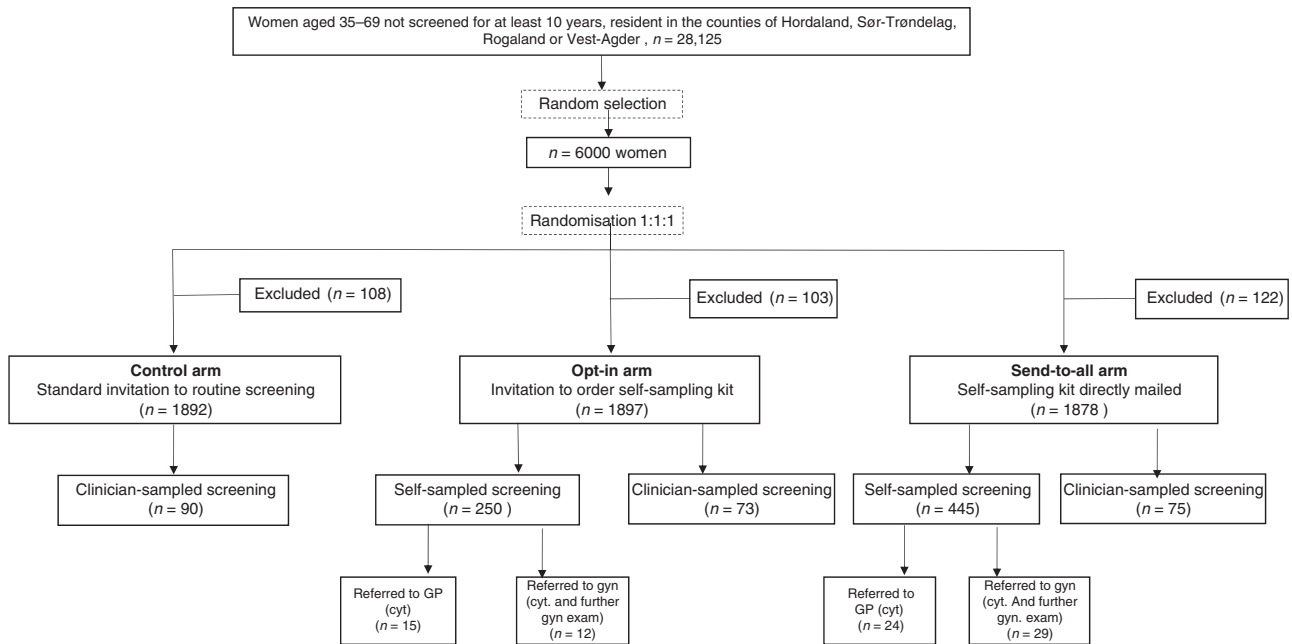 Women aged 35–69 not screened for at least 10 years, resident in the counties of Hordaland, Sør-Trøndelag,
Rogaland or Vest-Agder , n = 28,125
Random selection
n = 6000 women
Randomisation 1:1:1
Excluded (n = 108)
Excluded (n = 103)
Excluded (n = 122)
Control arm
Standard invitation to routine screening
(n = 1892)
Opt-in arm
Invitation to order self-sampling kit
(n = 1897)
Send-to-all arm
Self-sampling kit directly mailed
(n = 1878 )
Clinician-sampled screening
(n = 90)
Self-sampled screening
(n = 250 )
Clinician-sampled screening
(n = 73)
Self-sampled screening
(n = 445)
Clinician-sampled screening
(n = 75)
Referred to GP
(cyt)
(n = 15)
Referred to gyn
(cyt. and further
gyn exam)
(n = 12)
Referred to
GP (cyt)
(n = 24)
Referred to gyn
(cyt. And further
gyn. exam)
(n = 29)